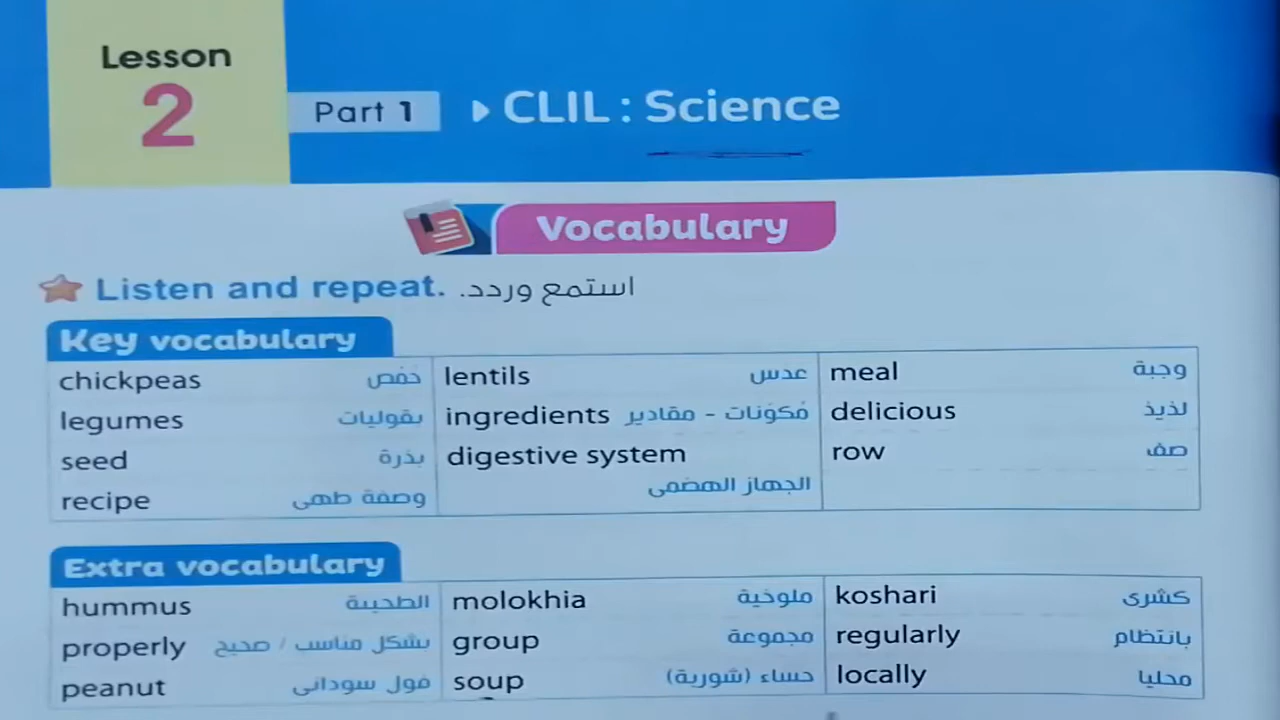 Lesson
2
Part 1
CLIL : Science
Vocabulary
Listen and repeat. استمع وردد.
Key vocabulary
chickpeas حُمُّص lentils عدس meal وجبة
legumes بقوليات ingredients مُكوّنات - مقادير delicious لذيذ
seed بذرة digestive system row صف
recipe وصفة طهى الجهاز الهضمى
Extra vocabulary
hummus الطحينة molokhia ملوخية koshari كشرى
properly بشكل مناسب / صحيح group مجموعة regularly بانتظام
peanut فول سودانى soup حساء (شوربة) locally محليا